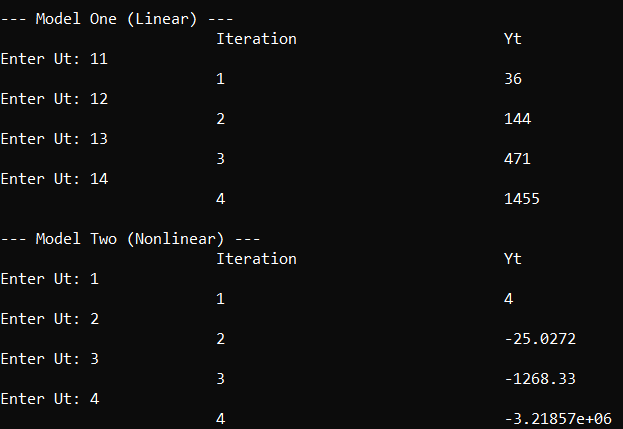 --- Model One (Linear) ---
Iteration Yt
Enter Ut: 11
1 36
Enter Ut: 12
2 144
Enter Ut: 13
3 471
Enter Ut: 14
4 1455
--- Model Two (Nonlinear) ---
Iteration Yt
Enter Ut: 1
1 4
Enter Ut: 2
2 -25.0272
Enter Ut: 3
3 -1268.33
Enter Ut: 4
4 -3.21857e+06